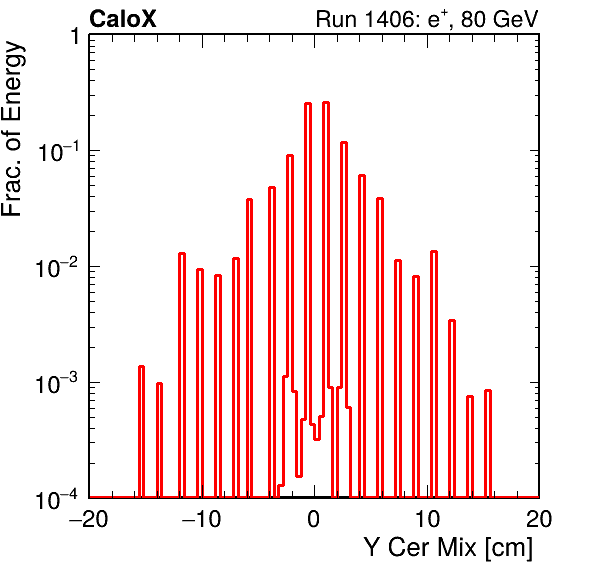 CaloX Run 1406: e⁺, 80 GeV
Frac. of Energy
1
10⁻¹
10⁻²
10⁻³
10⁻⁴
−20 −10 0 10 20
Y Cer Mix [cm]